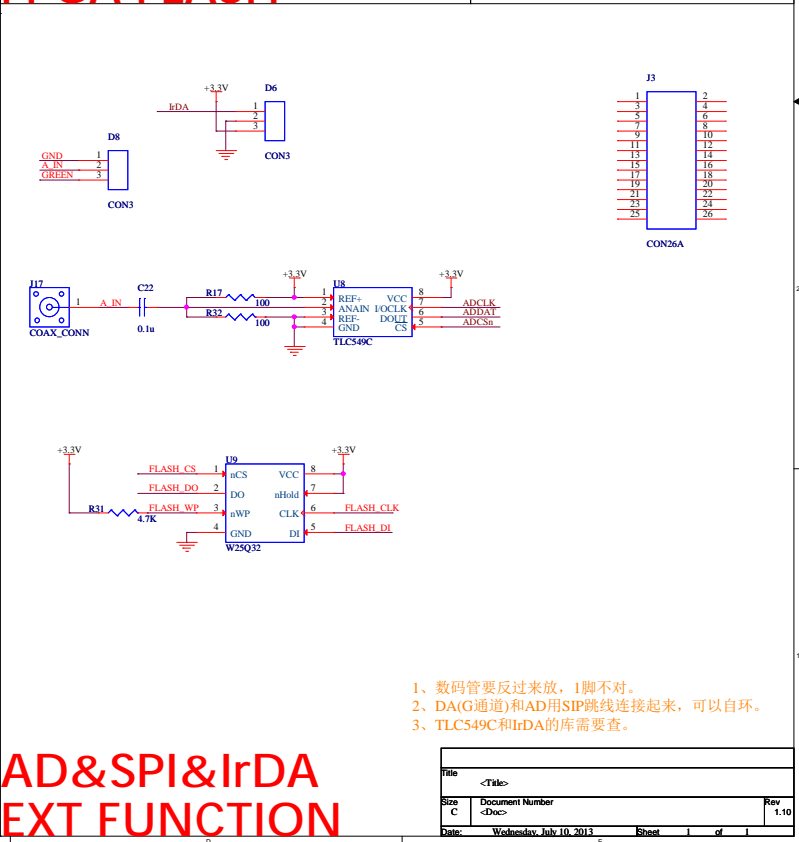 +3.3V
D6
IrDA
1
2
3
CON3
D8
GND 1
A_IN 2
GREEN 3
CON3
J3
1 2
3 4
5 6
7 8
9 10
11 12
13 14
15 16
17 18
19 20
21 22
23 24
25 26
CON26A
J17
1
A_IN
COAX_CONN
C22
0.1u
R17
100
R32
100
+3.3V
U8
+3.3V
1 REF+ VCC 8
2 ANAIN I/OCLK 7 ADCLK
3 REF- DOUT 6 ADDAT
4 GND CS 5 ADCSn
TLC549C
+3.3V
U9
+3.3V
FLASH_CS 1 nCS VCC 8
FLASH_DO 2 DO nHold 7
R31
4.7K
FLASH_WP 3 nWP CLK 6 FLASH_CLK
4 GND DI 5 FLASH_DI
W25Q32
1、数码管要反过来放，1脚不对。
2、DA(G通道)和AD用SIP跳线连接起来，可以自环。
3、TLC549C和IrDA的库需要查。
AD&SPI&IrDA
EXT FUNCTION
Title
<Title>
Size Document Number Rev
C <Doc> 1.10
Date: Wednesday, July 10, 2013 Sheet 1 of 1